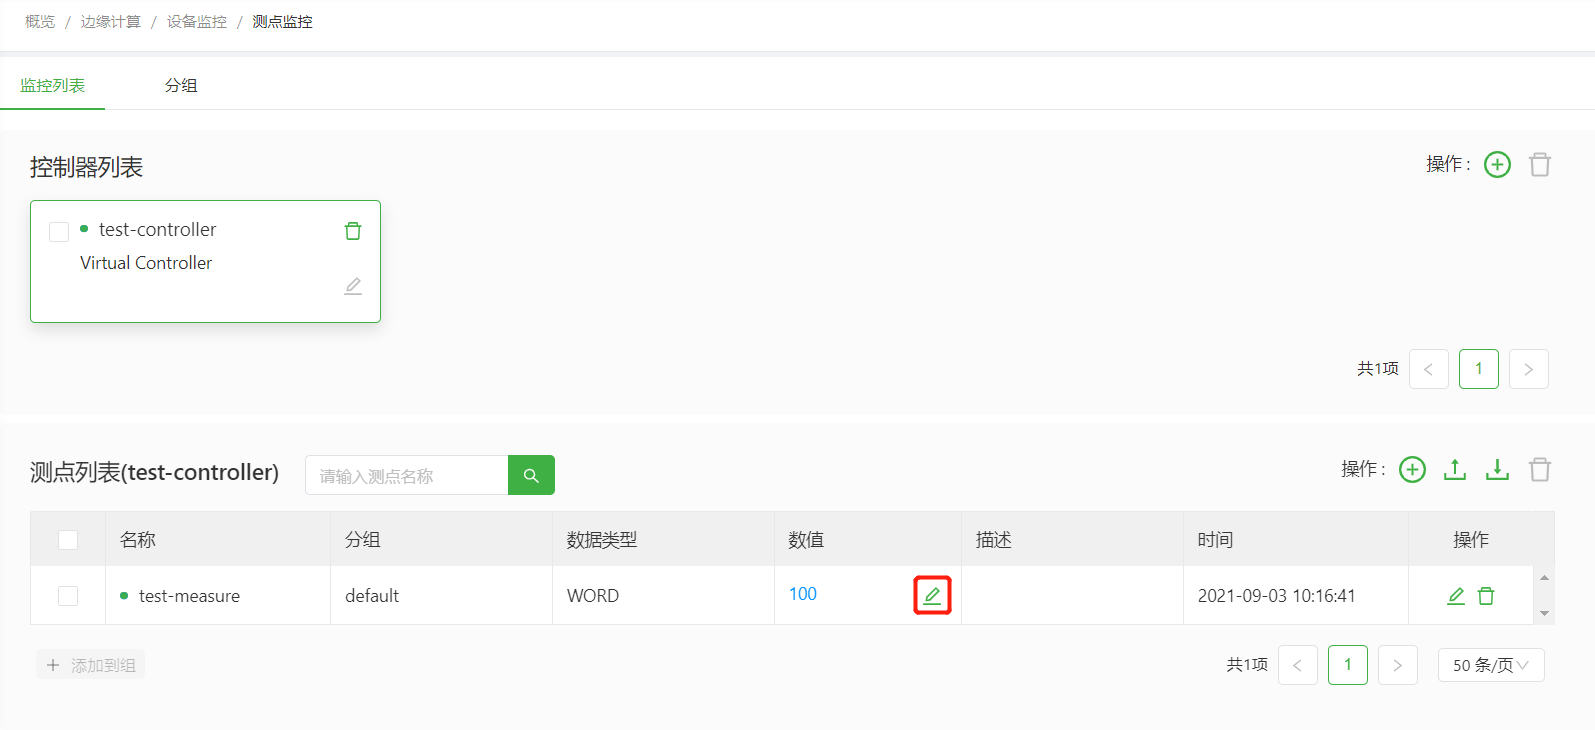 概览 / 边缘计算 / 设备监控 / 测点监控
监控列表 分组
控制器列表 操作 :
test-controller
Virtual Controller
共1项 < 1 >
测点列表(test-controller) 请输入测点名称 操作 :
名称 分组 数据类型 数值 描述 时间 操作
test-measure default WORD 100 2021-09-03 10:16:41
+ 添加到组 共1项 < 1 > 50 条/页